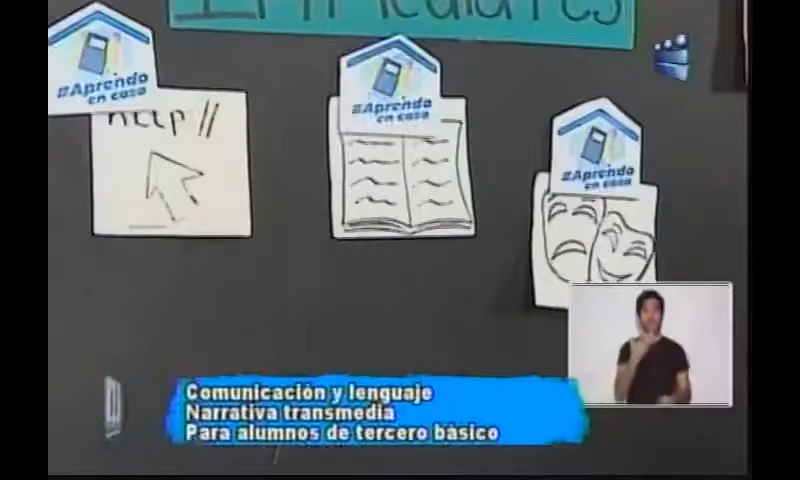 #Aprendo
en casa
#Aprendo
en casa
#Aprendo
en casa
Comunicación y lenguaje
Narrativa transmedia
Para alumnos de tercero básico